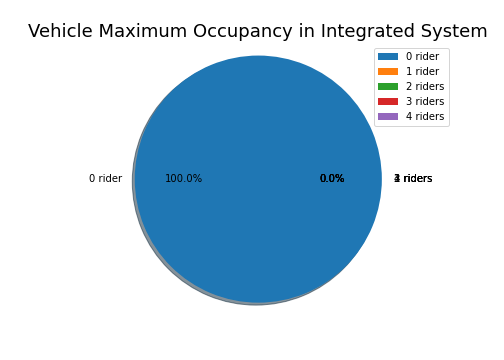 Vehicle Maximum Occupancy in Integrated System
0 rider
1 rider
2 riders
3 riders
4 riders
0 rider
100.0%
0.0%
riders